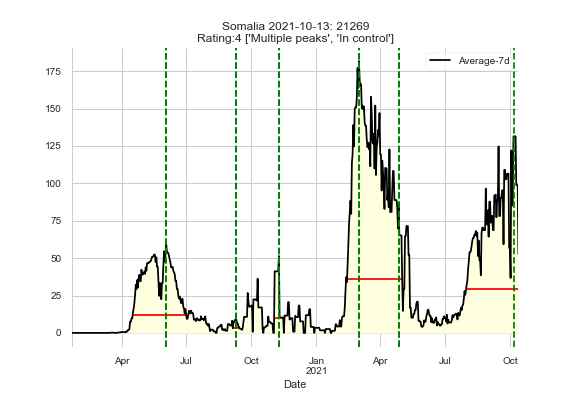 Somalia 2021-10-13: 21269
Rating:4 ['Multiple peaks', 'In control']
Average-7d
175
150
125
100
75
50
25
0
Apr
Jul
Oct
Jan
2021
Apr
Jul
Oct
Date